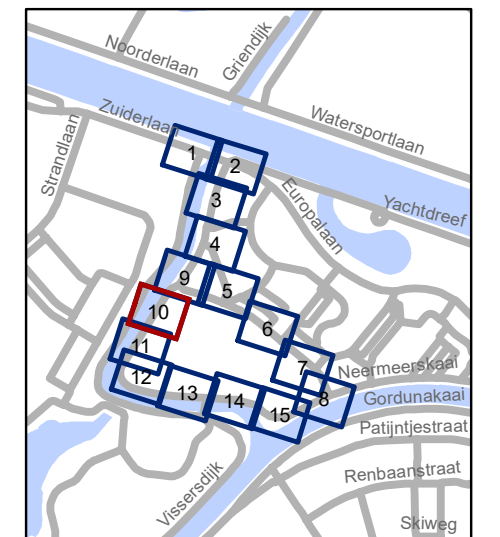 Noorderlaan
Griendijk
Zuiderlaan
Watersportlaan
Strandlaan
1
2
3
Europalaan
Yachtdreef
4
9
5
10
6
11
7
Neermeerskaai
12
13
14
15
8
Gordunakaai
Patijntjestraat
Renbaanstraat
Vissersdijk
Skiweg